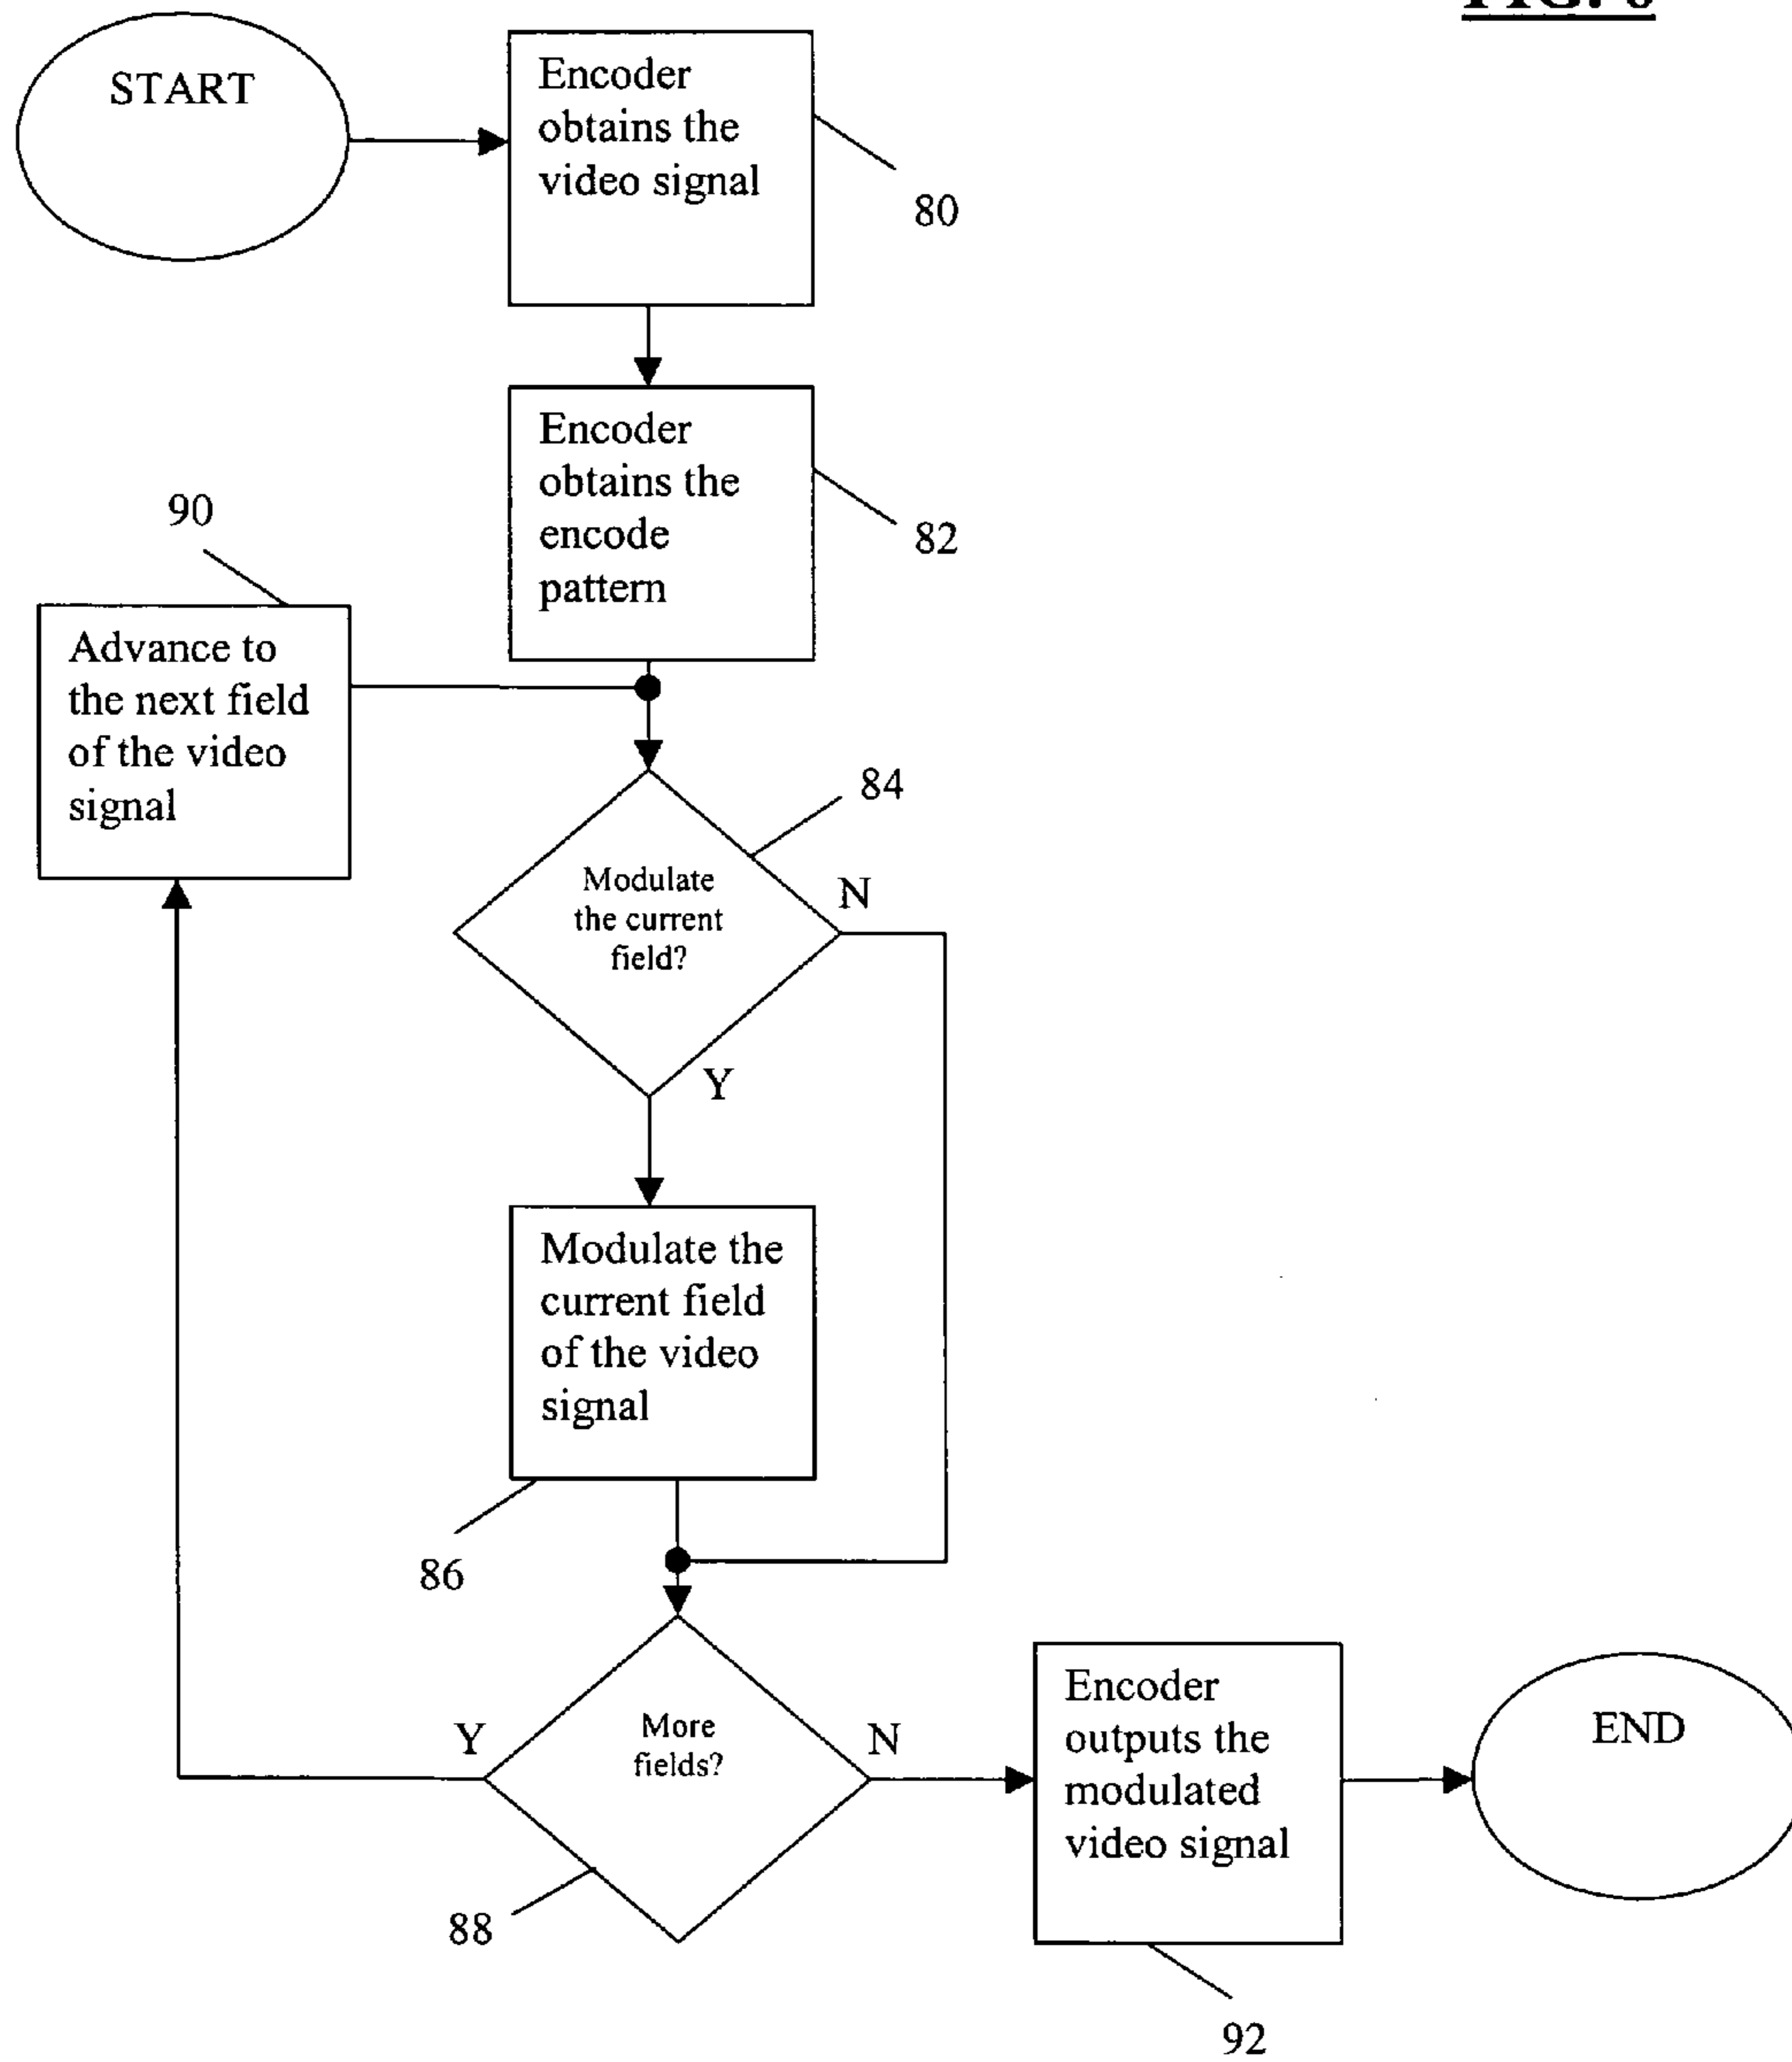 START
Encoder
obtains the
video signal
80
Encoder
obtains the
encode
pattern
82
90
Advance to
the next field
of the video
signal
84
Modulate
the current
field?
N
Y
Modulate the
current field
of the video
signal
86
More
fields?
Y
N
88
Encoder
outputs the
modulated
video signal
92
END